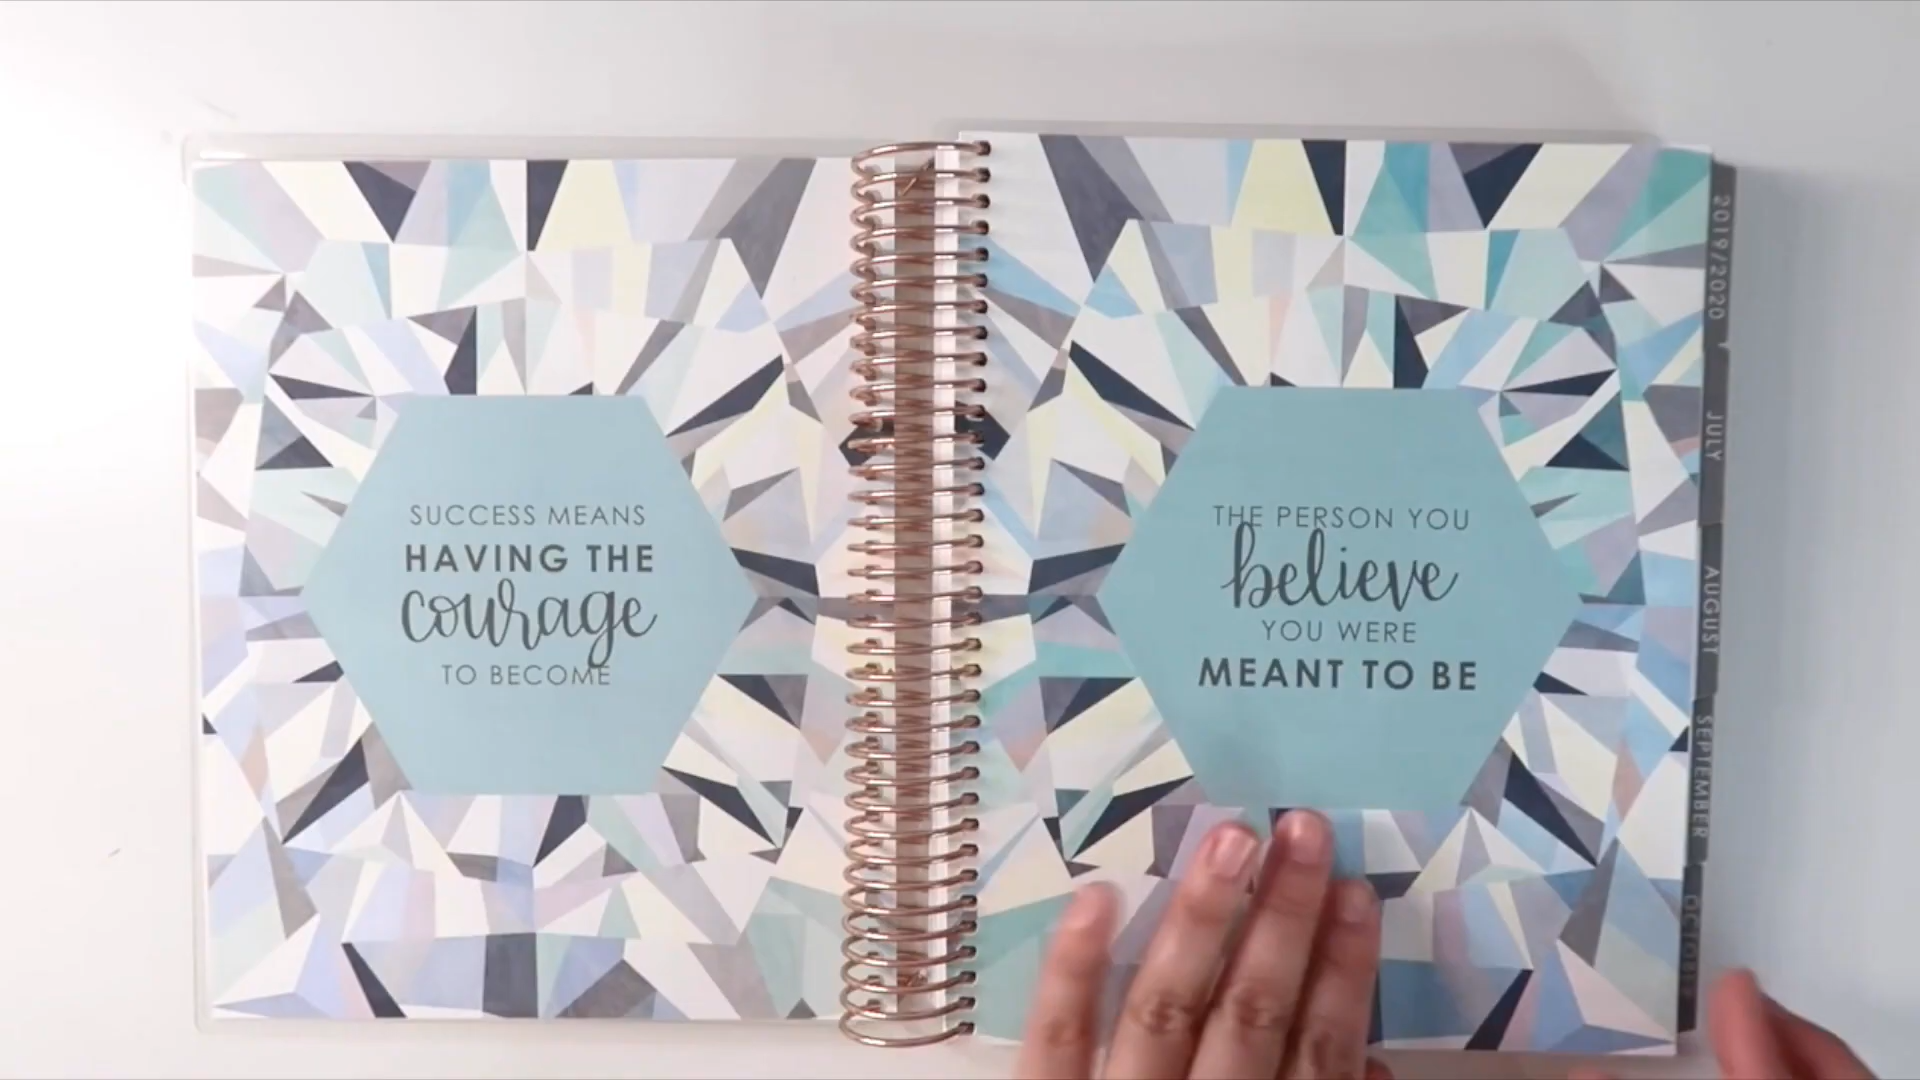 SUCCESS MEANS
HAVING THE
courage
TO BECOME
THE PERSON YOU
believe
YOU WERE
MEANT TO BE
2019/2020
JULY
AUGUST
SEPTEMBER
OCTOBER